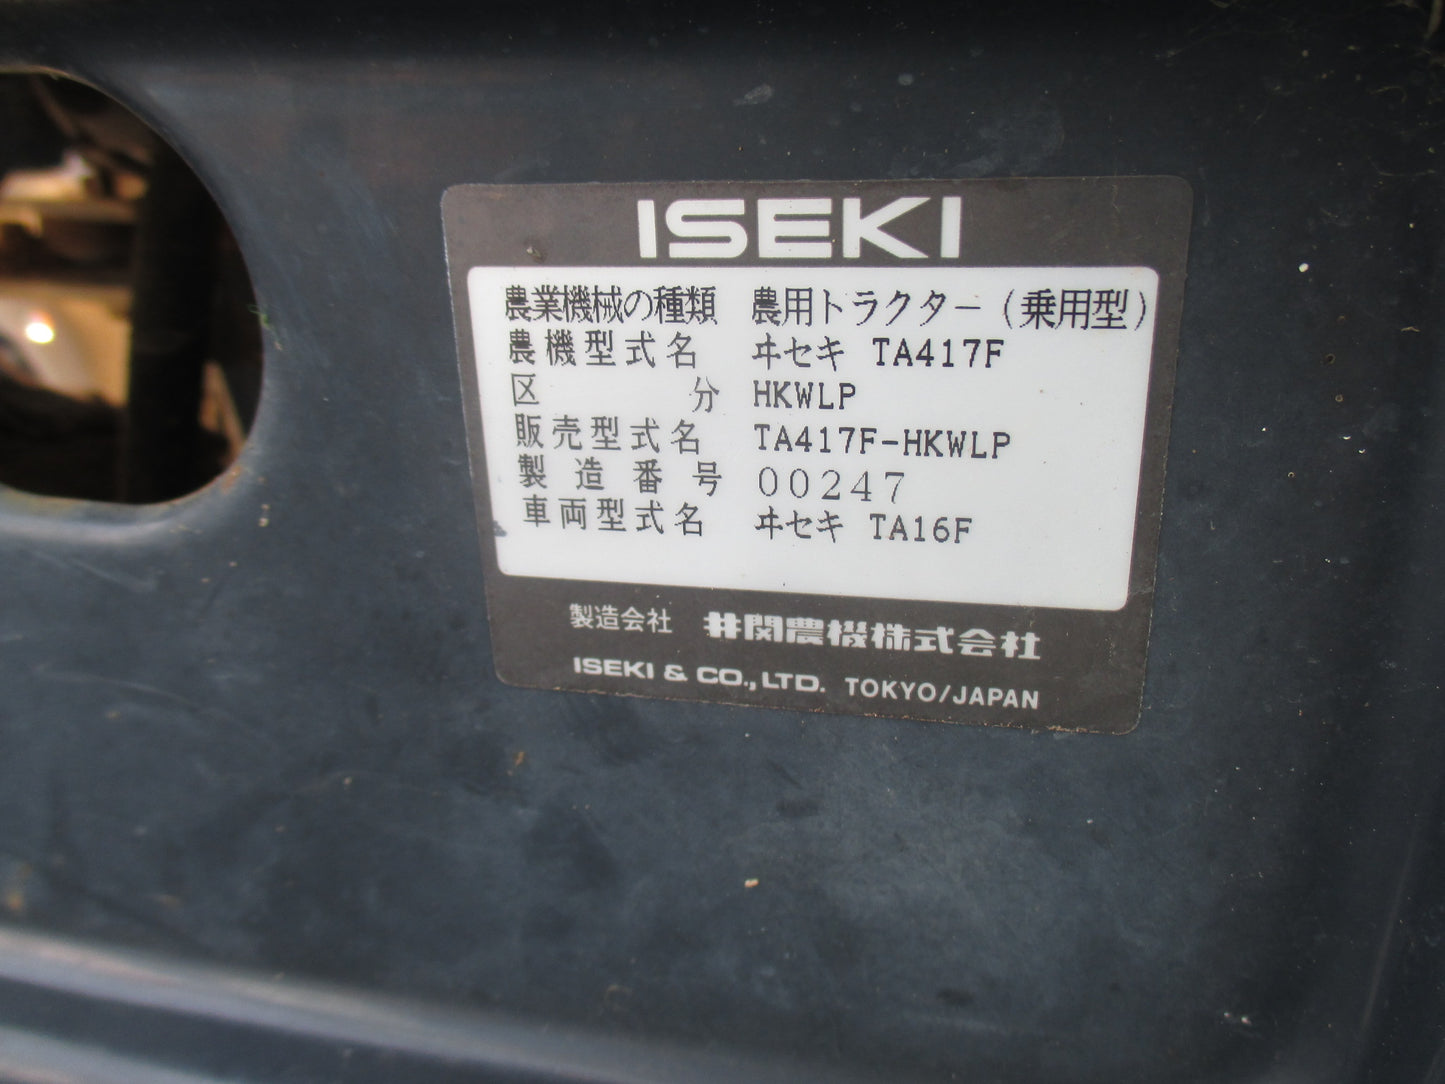 ISEKI
農業機械の種類 農用トラクター(乗用型)
農機型式名 ヰセキ TA417F
区分 HKWLP
販売型式名 TA417F-HKWLP
製造番号 00247
車両型式名 ヰセキ TA16F
製造会社 井関農機株式会社
ISEKI & CO., LTD. TOKYO/JAPAN